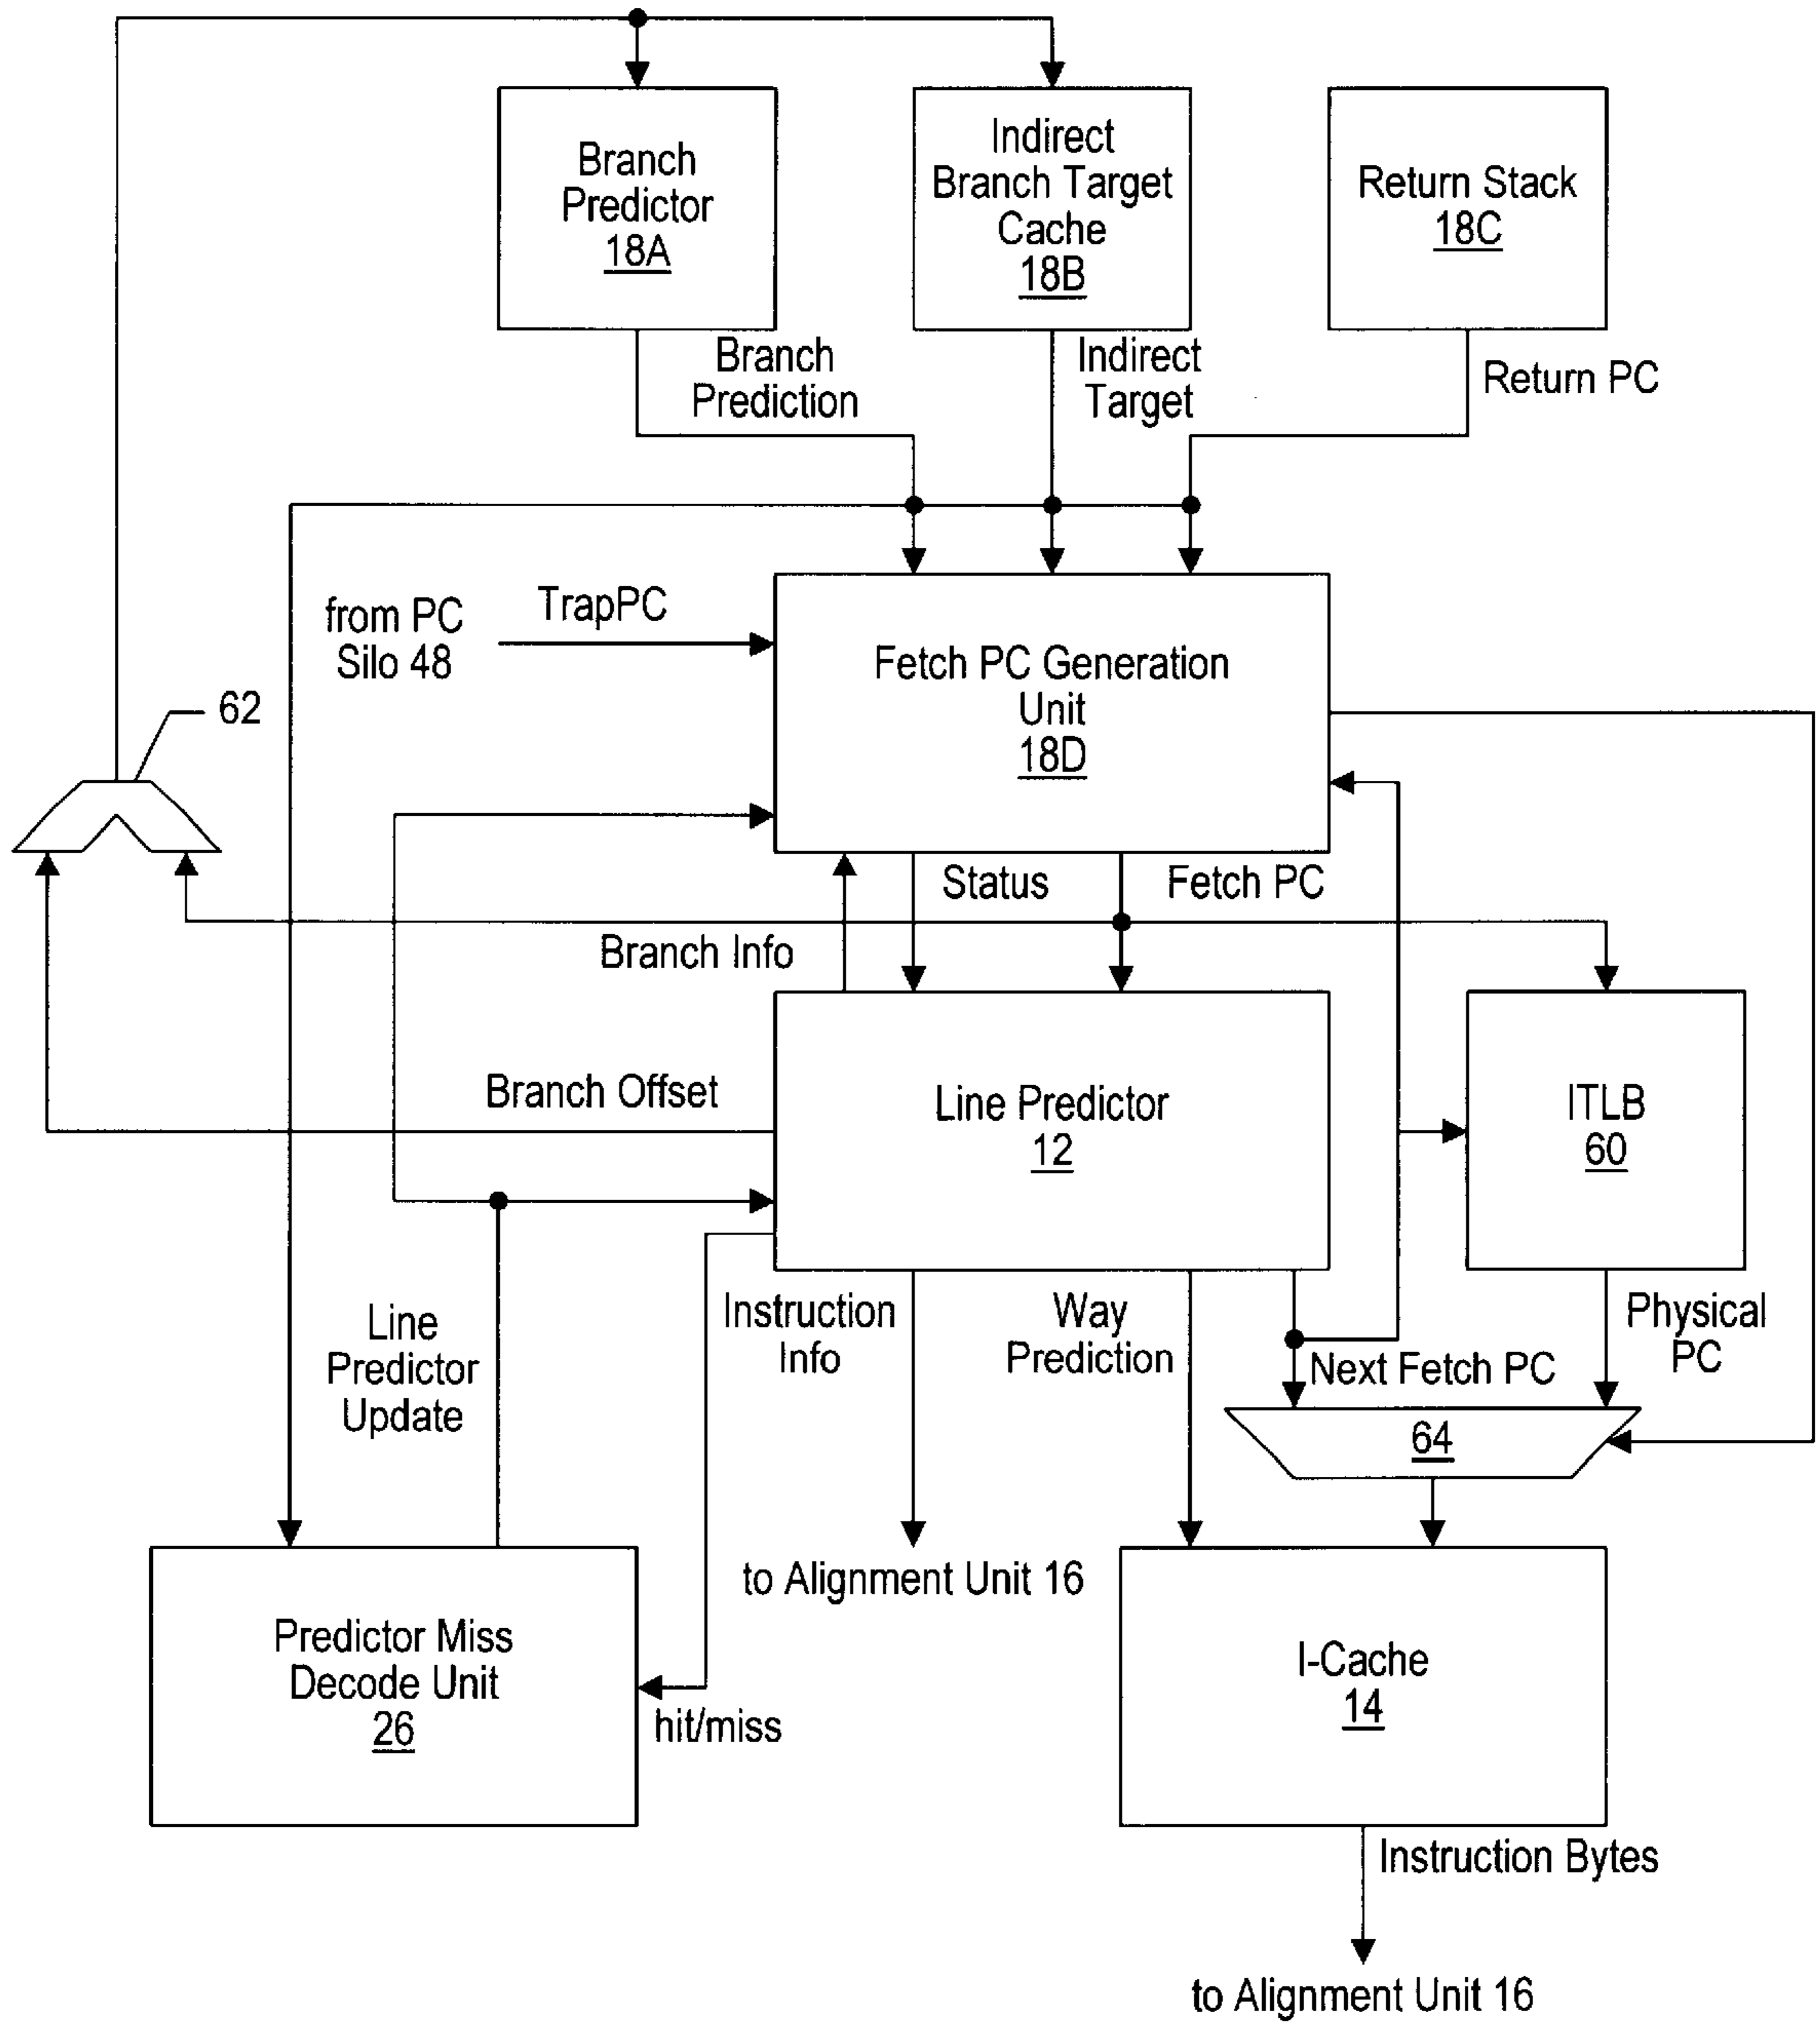 Branch
Predictor
18A
Indirect
Branch Target
Cache
18B
Return Stack
18C
Branch
Prediction
Indirect
Target
Return PC
from PC
Silo 48
TrapPC
Fetch PC Generation
Unit
18D
62
Status
Fetch PC
Branch Info
Branch Offset
Line Predictor
12
ITLB
60
Line
Predictor
Update
Instruction
Info
Way
Prediction
Next Fetch PC
Physical
PC
64
to Alignment Unit 16
Predictor Miss
Decode Unit
26
hit/miss
I-Cache
14
Instruction Bytes
to Alignment Unit 16